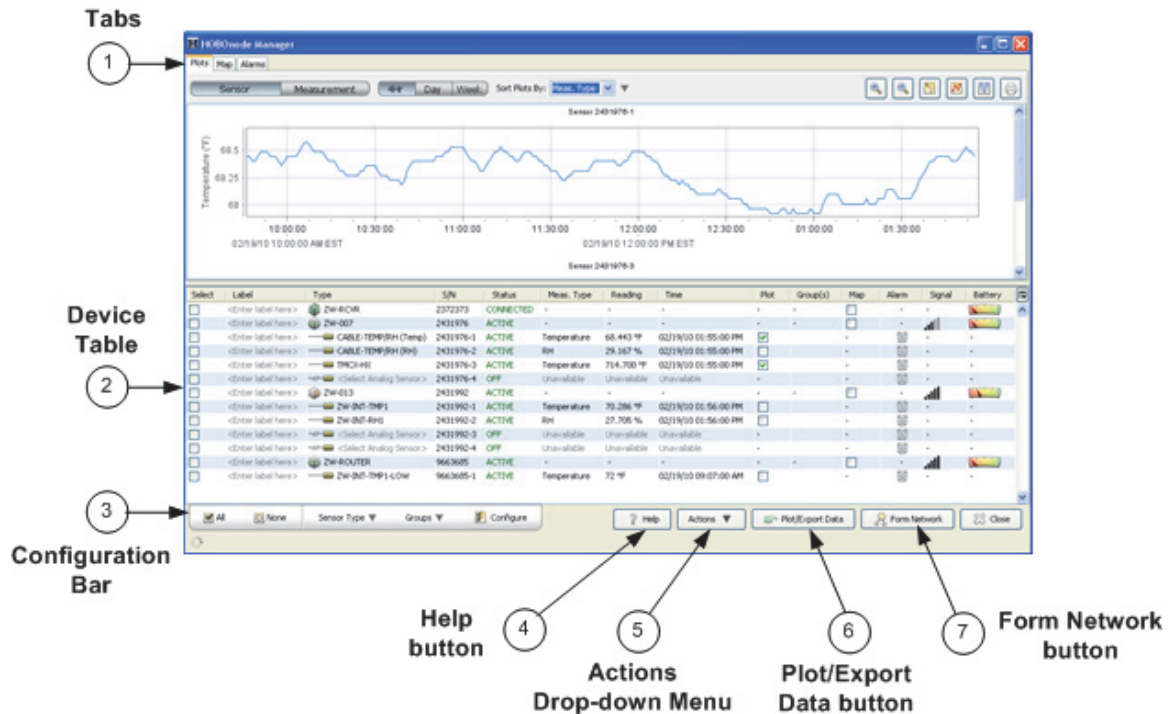 Tabs
1
HOBOnode Manager
Plots Map Alarms
Sensor Measurement 4Hr Day Week Sort Plots By: Meas. Type
Sensor 2431976-1
Temperature (°F)
68.5
68.25
68
10:00:00 10:30:00 11:00:00 11:30:00 12:00:00 12:30:00 01:00:00 01:30:00
02/19/10 10:00:00 AM EST 02/19/10 12:00:00 PM EST
Sensor 2431976-3
Device
Table
2
Select Label Type S/N Status Meas. Type Reading Time Plot Group(s) Map Alarm Signal Battery
<Enter label here> ZW-RCVR 2372373 CONNECTED - - - - - -
<Enter label here> ZW-007 2431976 ACTIVE - - - - - -
<Enter label here> CABLE-TEMP/RH (Temp) 2431976-1 ACTIVE Temperature 68.443 °F 02/19/10 01:55:00 PM - - -
<Enter label here> CABLE-TEMP/RH (RH) 2431976-2 ACTIVE RH 29.167 % 02/19/10 01:55:00 PM - - -
<Enter label here> TMCX-HX 2431976-3 ACTIVE Temperature 714.700 °F 02/19/10 01:55:00 PM - - -
<Enter label here> <Select Analog Sensor> 2431976-4 OFF Unavailable Unavailable Unavailable - - - -
<Enter label here> ZW-013 2431992 ACTIVE - - - - - -
<Enter label here> ZW-INT-TMP1 2431992-1 ACTIVE Temperature 70.286 °F 02/19/10 01:56:00 PM - - -
<Enter label here> ZW-INT-RH1 2431992-2 ACTIVE RH 27.705 % 02/19/10 01:56:00 PM - - -
<Enter label here> <Select Analog Sensor> 2431992-3 OFF Unavailable Unavailable Unavailable - - - -
<Enter label here> <Select Analog Sensor> 2431992-4 OFF Unavailable Unavailable Unavailable - - - -
<Enter label here> ZW-ROUTER 9663685 ACTIVE - - - - - -
<Enter label here> ZW-INT-TMP1-LOW 9663685-1 ACTIVE Temperature 72 °F 02/19/10 09:07:00 AM - - -
3
Configuration
Bar
All None Sensor Type Groups Configure ? Help Actions Plot/Export Data Form Network Close
Help
button
4
5
Actions
Drop-down Menu
6
Plot/Export
Data button
7
Form Network
button